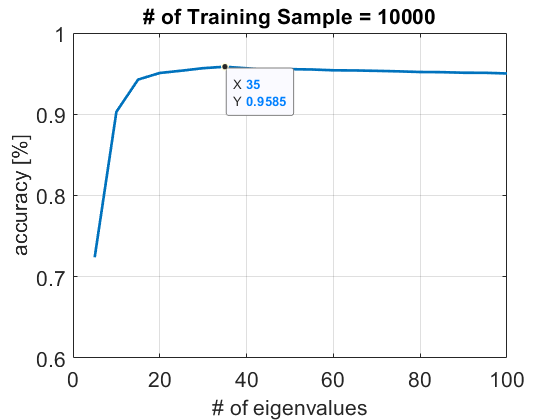 # of Training Sample = 10000
1
0.9
0.8
0.7
0.6
accuracy [%]
X 35
Y 0.9585
0 20 40 60 80 100
# of eigenvalues